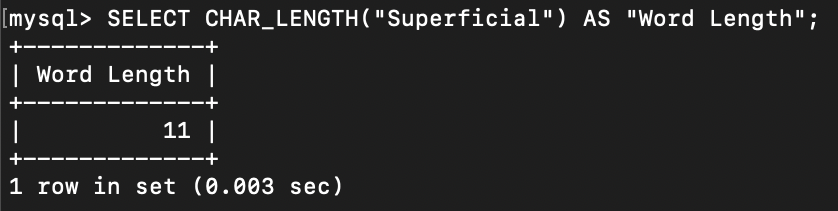 [mysql> SELECT CHAR_LENGTH("Superficial") AS "Word Length";
+-------------+
| Word Length |
+-------------+
|          11 |
+-------------+
1 row in set (0.003 sec)